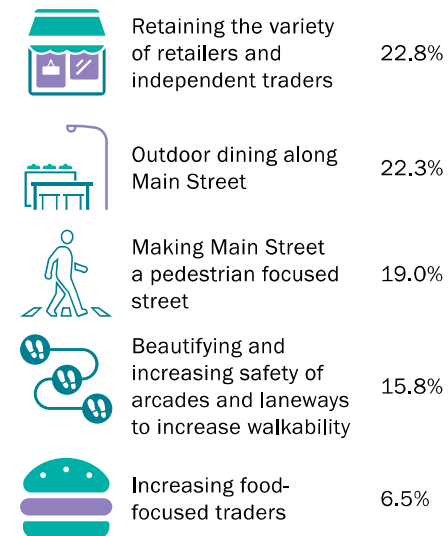 Retaining the variety
of retailers and
independent traders
22.8%
Outdoor dining along
Main Street
22.3%
Making Main Street
a pedestrian focused
street
19.0%
Beautifying and
increasing safety of
arcades and laneways
to increase walkability
15.8%
Increasing food-
focused traders
6.5%